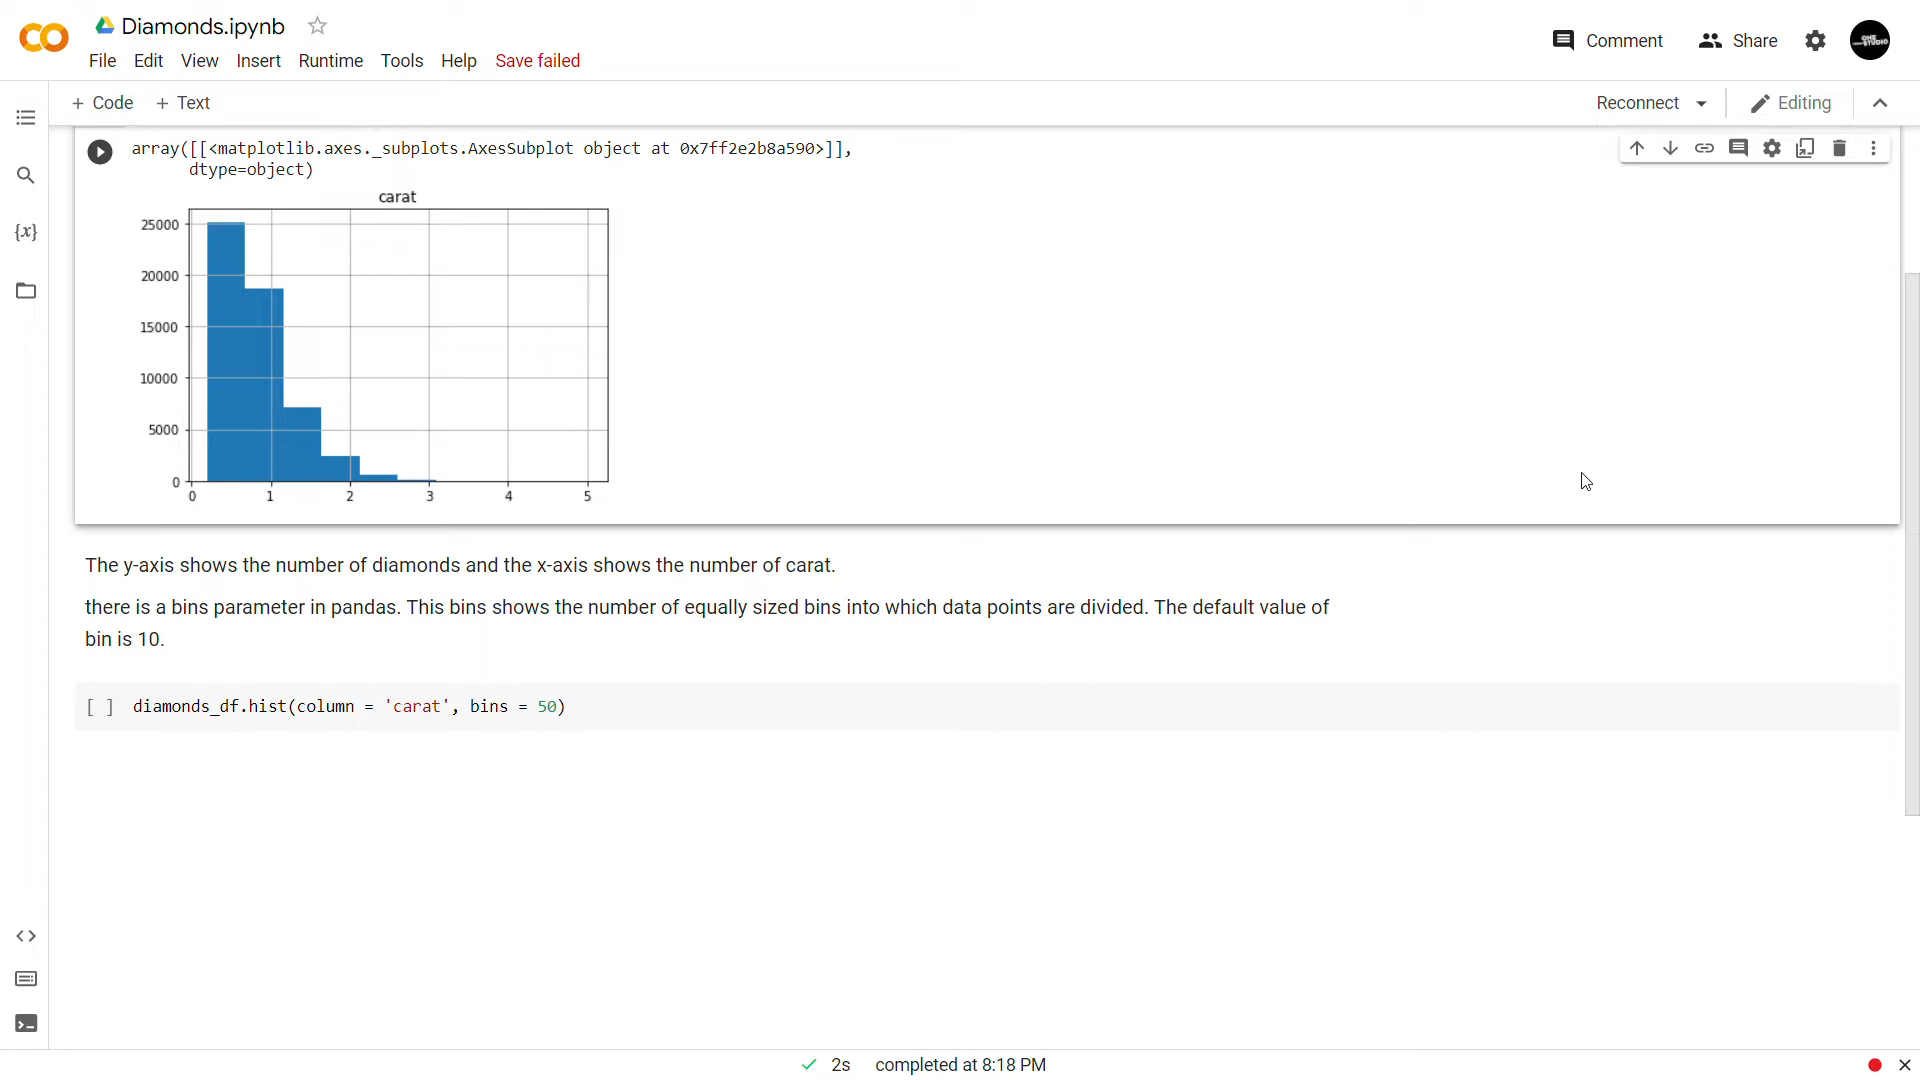 Diamonds.ipynb
File Edit View Insert Runtime Tools Help Save failed
Comment Share
+ Code + Text
Reconnect Editing
array([[<matplotlib.axes._subplots.AxesSubplot object at 0x7ff2e2b8a590>]],
dtype=object)
{x}
carat
25000
20000
15000
10000
5000
0
0 1 2 3 4 5
The y-axis shows the number of diamonds and the x-axis shows the number of carat.
there is a bins parameter in pandas. This bins shows the number of equally sized bins into which data points are divided. The default value of
bin is 10.
[ ] diamonds_df.hist(column = 'carat', bins = 50)
2s completed at 8:18 PM